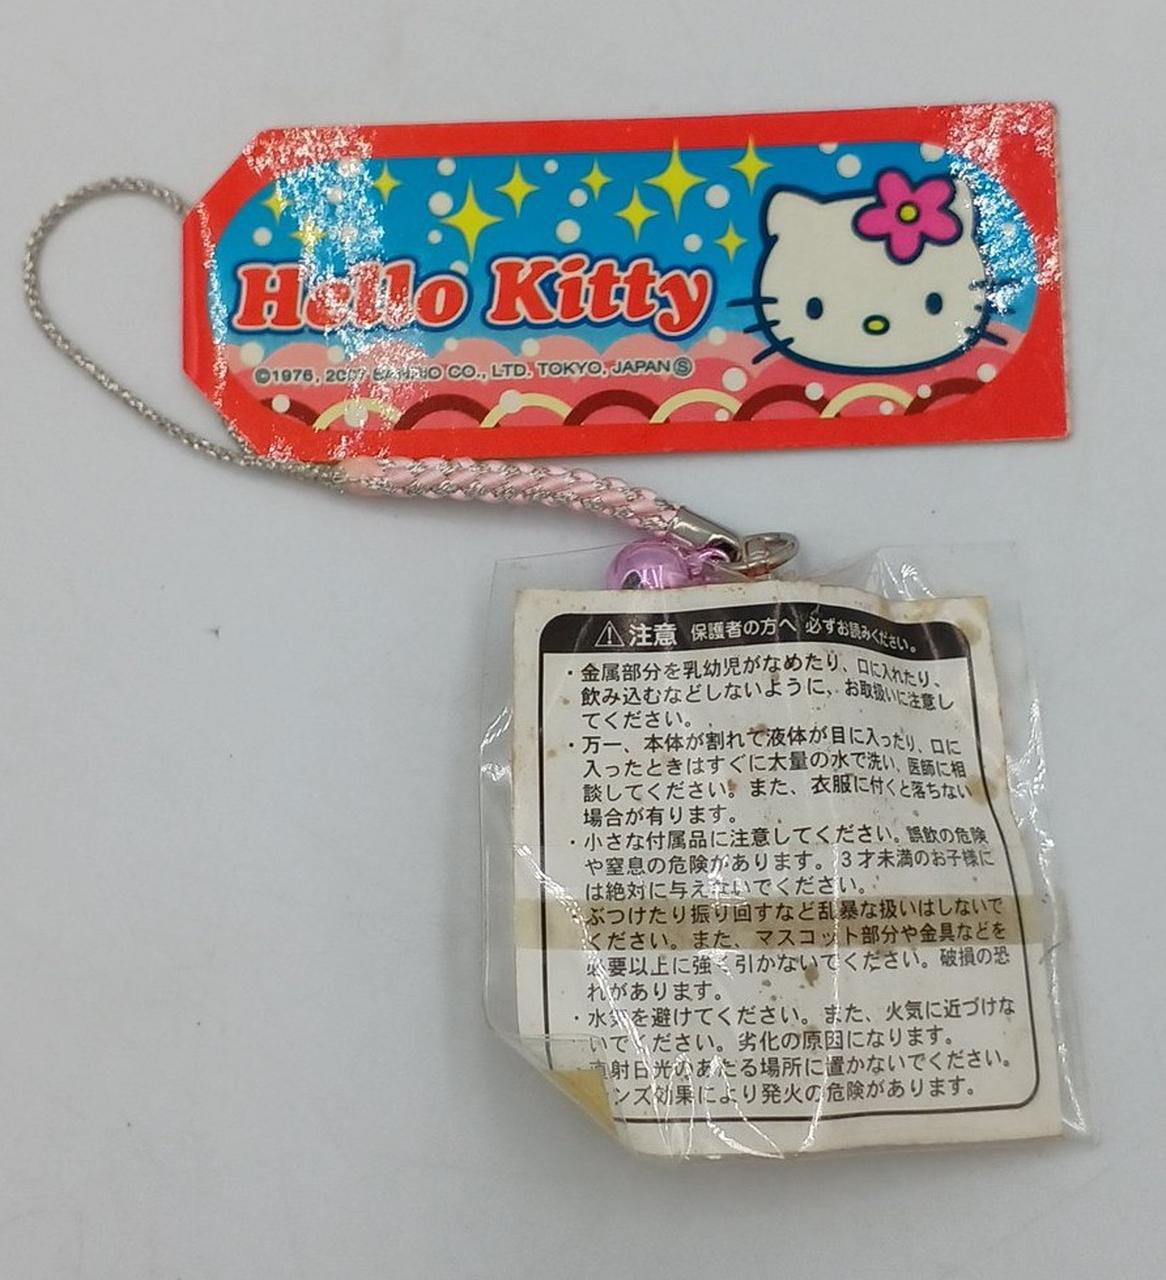 Hello Kitty
©1976, 2007 SANRIO CO., LTD. TOKYO, JAPAN Ⓢ
⚠注意 保護者の方へ 必ずお読みください。
・金属部分を乳幼児がなめたり、口に入れたり、
飲み込むなどしないように、お取扱いに注意し
てください。
・万一、本体が割れて液体が目に入ったり、口に
入ったときはすぐに大量の水で洗い、医師に相
談してください。また、衣服に付くと落ちない
場合が有ります。
・小さな付属品に注意してください。誤飲の危険
や窒息の危険があります。3才未満のお子様に
は絶対に与えないでください。
・ぶつけたり振り回すなど乱暴な扱いはしないで
ください。また、マスコット部分や金具などを
必要以上に強く引かないでください。破損の恐
れがあります。
・水気を避けてください。また、火気に近づけな
いでください。劣化の原因になります。
・直射日光のあたる場所に置かないでください。
ンズ効果により発火の危険があります。